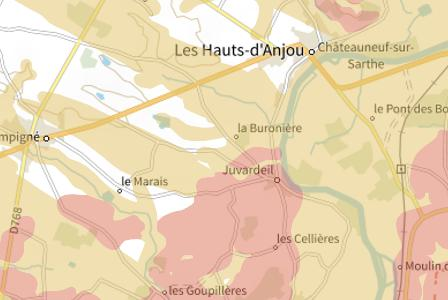 Les Hauts-d'Anjou
Châteauneuf-sur-
Sarthe
le Pont des Bo
mpigné
la Buronière
Juvardeil
le Marais
D768
les Cellières
Moulin d
les Goupillères